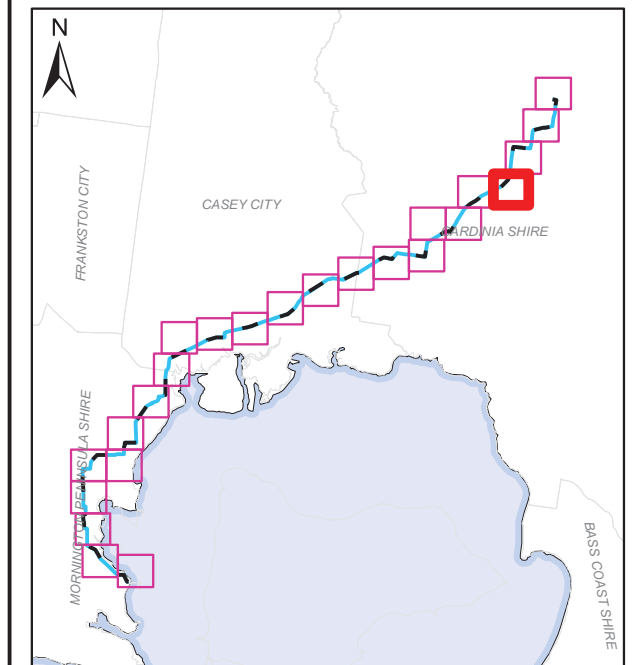 N
FRANKSTON CITY
CASEY CITY
CARDINIA SHIRE
MORNINGTON PENINSULA SHIRE
BASS COAST SHIRE